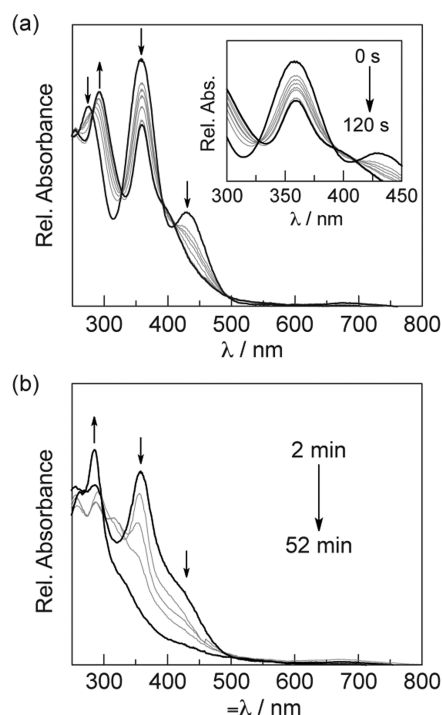 (a)
Rel. Absorbance
Rel. Abs.
0 s
120 s
300 350 400 450
λ / nm
300 400 500 600 700 800
λ / nm
(b)
Rel. Absorbance
2 min
52 min
300 400 500 600 700 800
=λ / nm